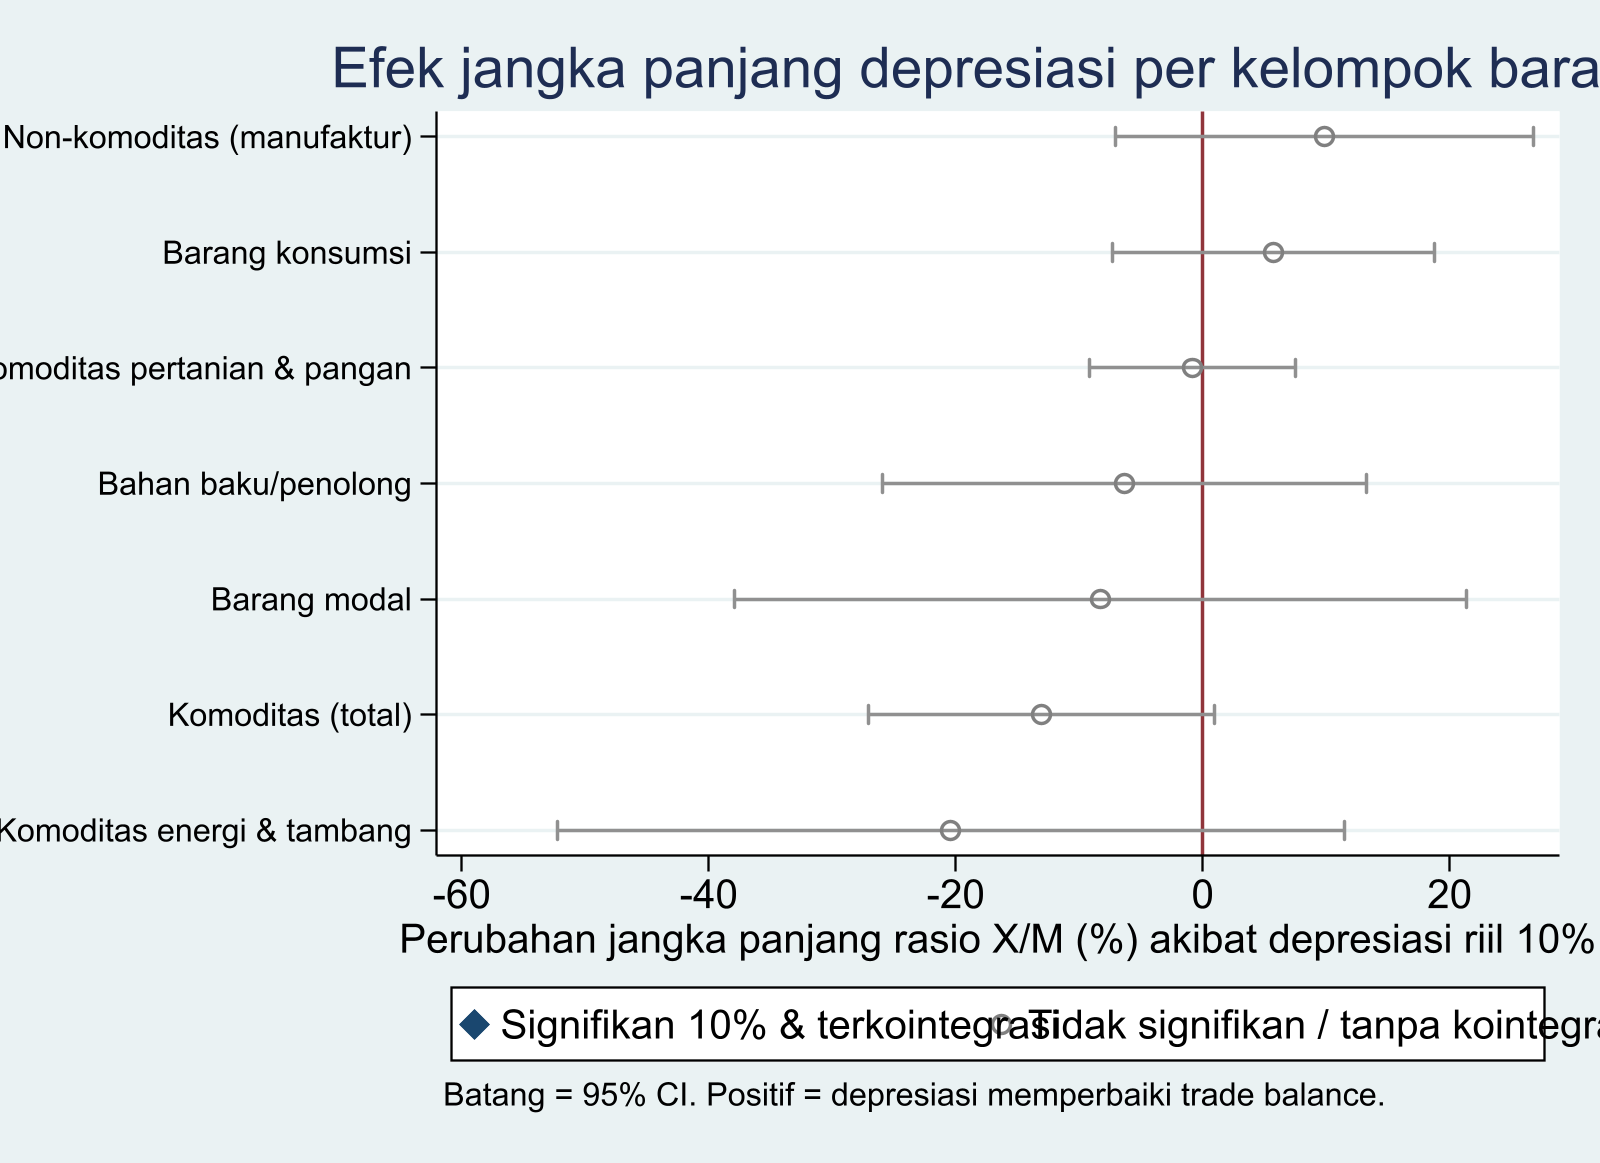 Efek jangka panjang depresiasi per kelompok bara
Non-komoditas (manufaktur)
Barang konsumsi
omoditas pertanian & pangan
Bahan baku/penolong
Barang modal
Komoditas (total)
Komoditas energi & tambang
-60 -40 -20 0 20
Perubahan jangka panjang rasio X/M (%) akibat depresiasi riil 10%
Signifikan 10% & terkointegrasi Tidak signifikan / tanpa kointegra
Batang = 95% CI. Positif = depresiasi memperbaiki trade balance.